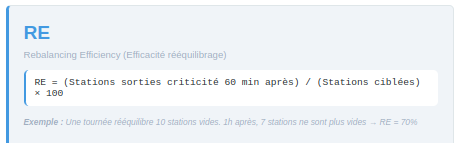 RE
Rebalancing Efficiency (Efficacité rééquilibrage)
RE = (Stations sorties criticité 60 min après) / (Stations ciblées)
× 100
Exemple : Une tournée rééquilibre 10 stations vides. 1h après, 7 stations ne sont plus vides → RE = 70%